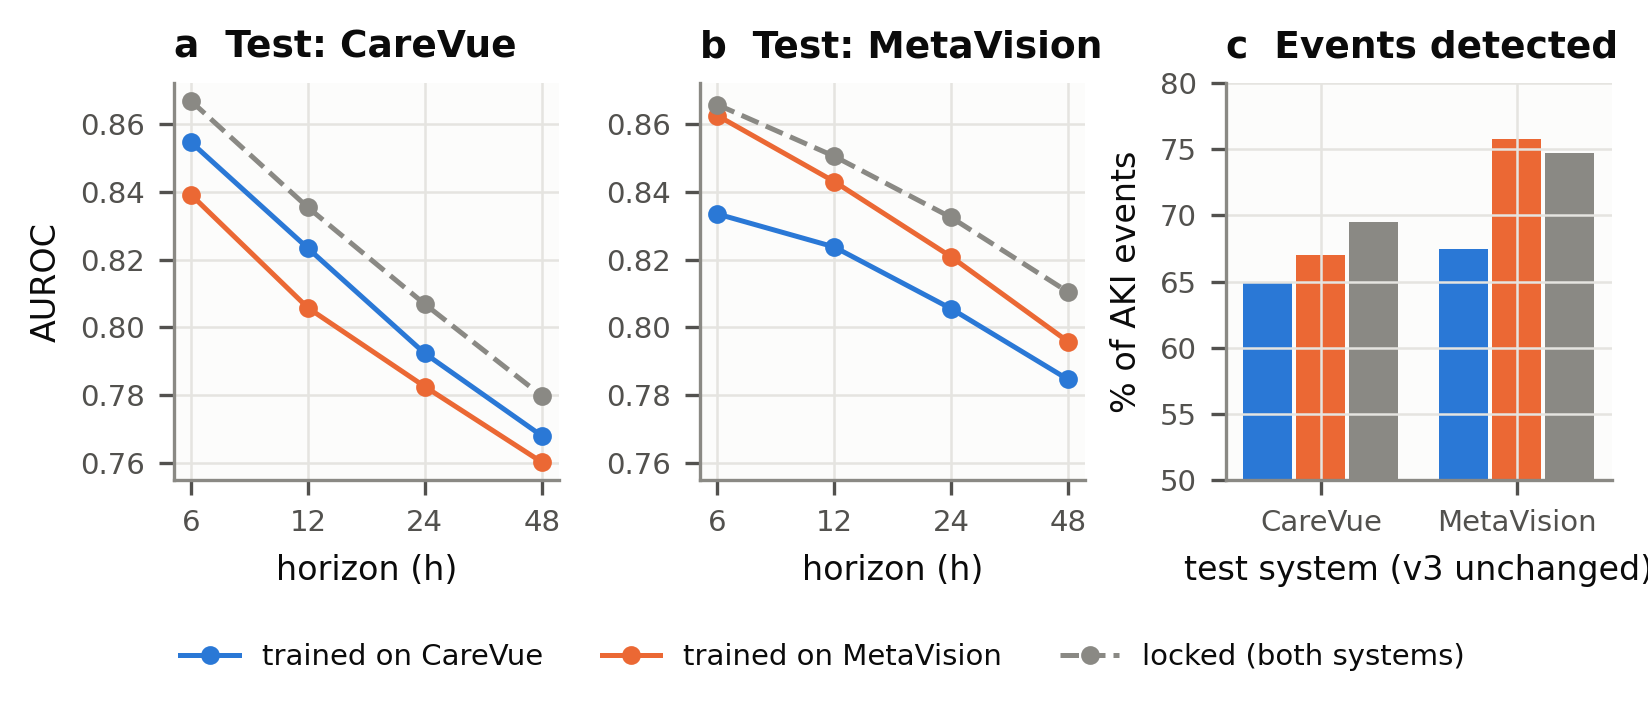 a Test: CareVue
0.86
0.84
0.82
0.80
0.78
0.76
AUROC
6 12 24 48
horizon (h)
b Test: MetaVision
0.86
0.84
0.82
0.80
0.78
0.76
6 12 24 48
horizon (h)
c Events detected
80
75
70
65
60
55
50
% of AKI events
CareVue MetaVision
test system (v3 unchanged)
trained on CareVue trained on MetaVision locked (both systems)